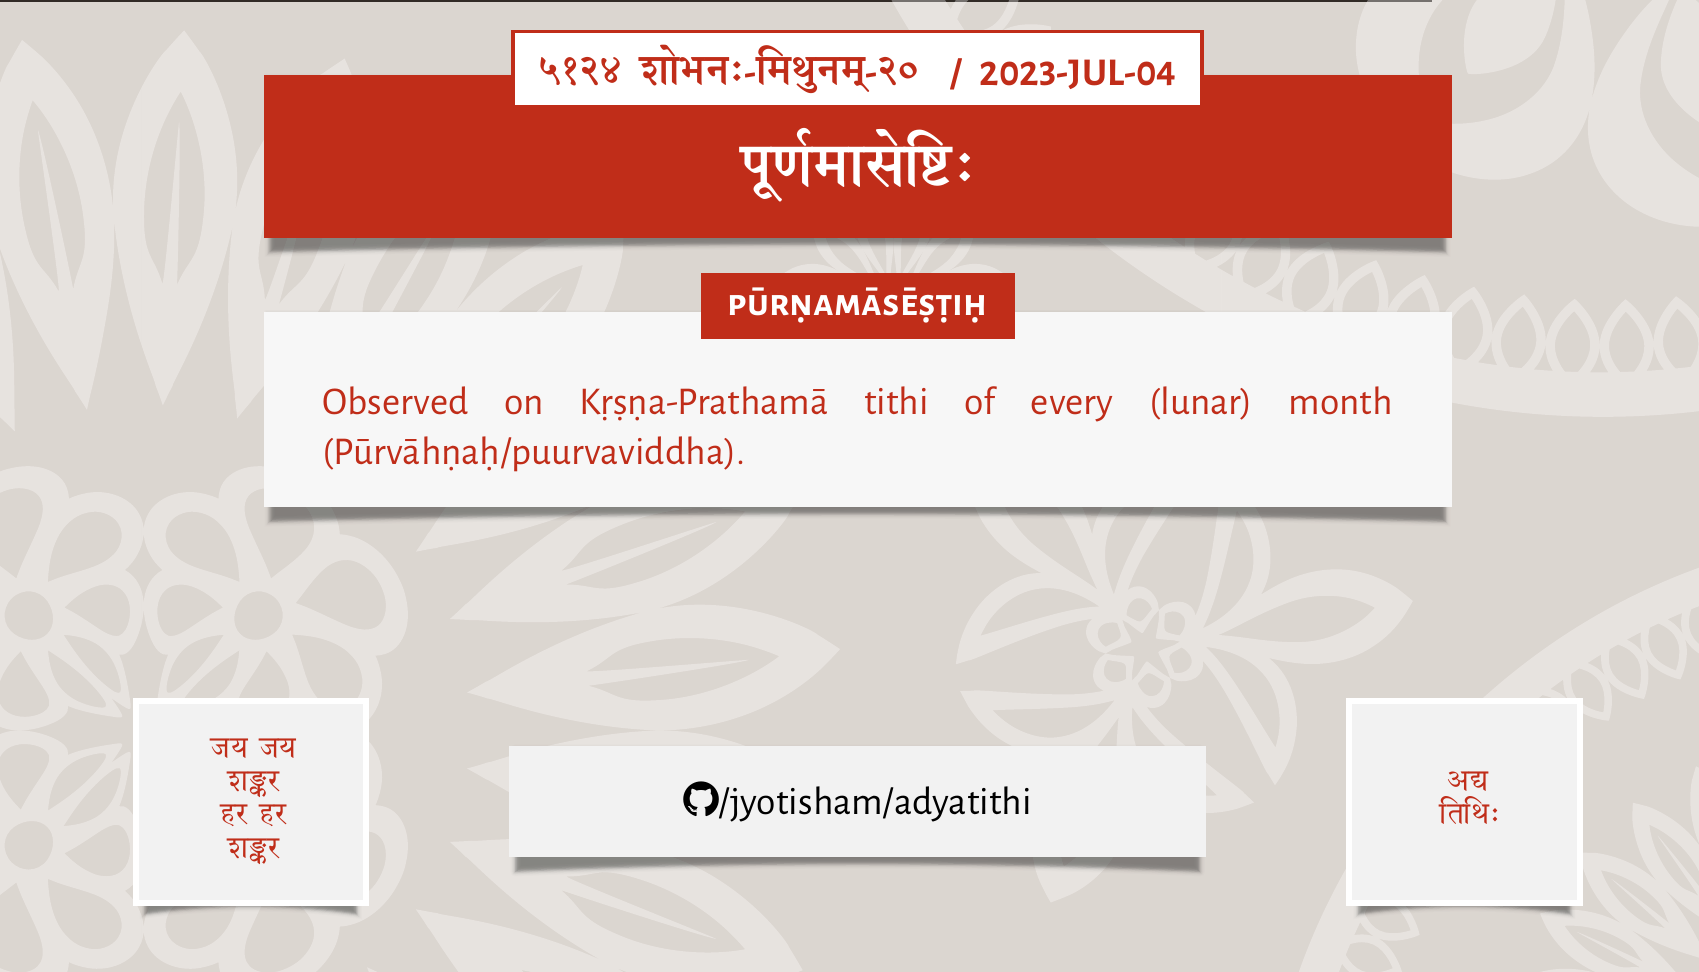 ५१२४ शोभनः-मिथुनम्-२० / 2023-JUL-04
पूर्णमासेष्टिः
PŪRṆAMĀSĒṢṬIḤ
Observed on Kṛṣṇa-Prathamā tithi of every (lunar) month
(Pūrvāhṇaḥ/puurvaviddha).
जय जय
शङ्कर
हर हर
शङ्कर
/jyotisham/adyatithi
अद्य
तिथिः